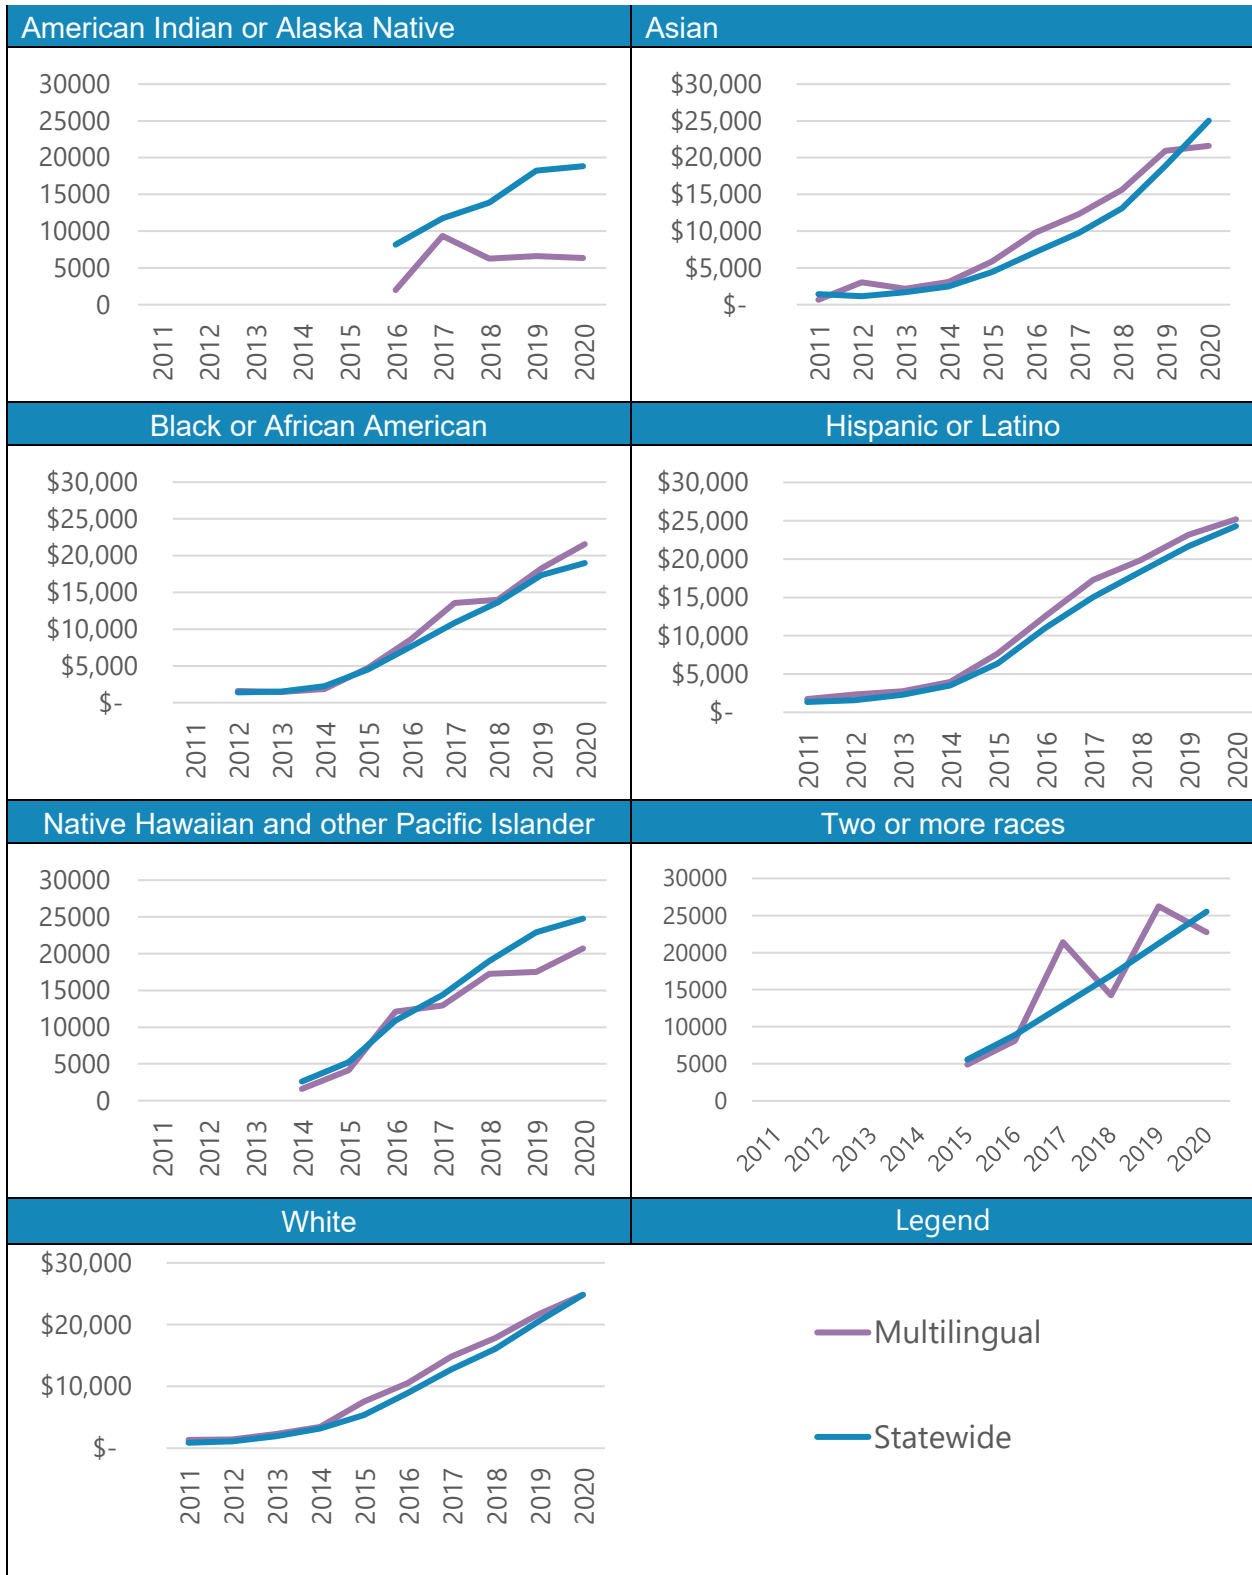 American Indian or Alaska Native
30000
25000
20000
15000
10000
5000
0
2011 2012 2013 2014 2015 2016 2017 2018 2019 2020
Asian
$30,000
$25,000
$20,000
$15,000
$10,000
$5,000
$-
2011 2012 2013 2014 2015 2016 2017 2018 2019 2020
Black or African American
$30,000
$25,000
$20,000
$15,000
$10,000
$5,000
$-
2011 2012 2013 2014 2015 2016 2017 2018 2019 2020
Hispanic or Latino
$30,000
$25,000
$20,000
$15,000
$10,000
$5,000
$-
2011 2012 2013 2014 2015 2016 2017 2018 2019 2020
Native Hawaiian and other Pacific Islander
30000
25000
20000
15000
10000
5000
0
2011 2012 2013 2014 2015 2016 2017 2018 2019 2020
Two or more races
30000
25000
20000
15000
10000
5000
0
2011 2012 2013 2014 2015 2016 2017 2018 2019 2020
White
$30,000
$20,000
$10,000
$-
2011 2012 2013 2014 2015 2016 2017 2018 2019 2020
Legend
Multilingual
Statewide